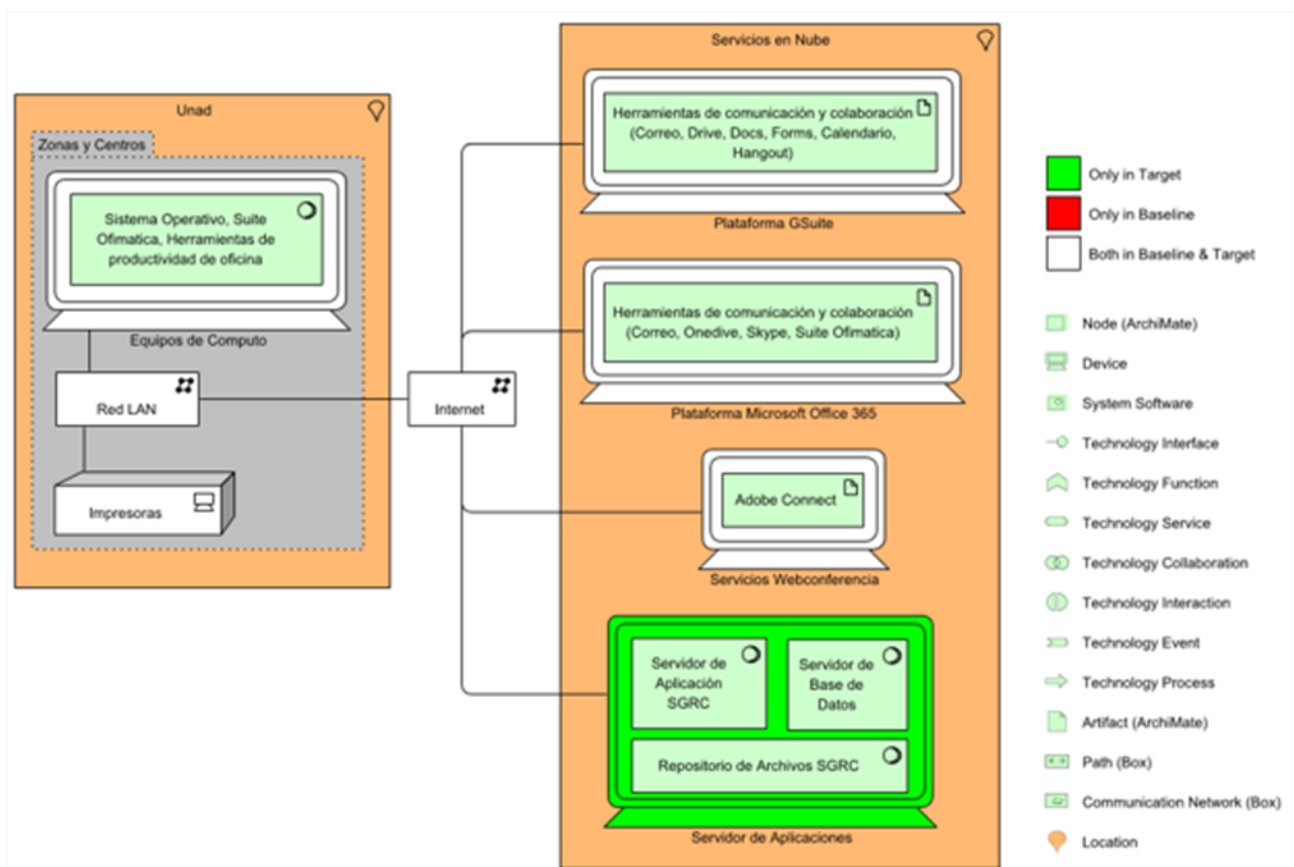 Unad
Zonas y Centros
Sistema Operativo, Suite
Ofimatica, Herramientas de
productividad de oficina
Equipos de Computo
Red LAN
Impresoras
Internet
Servicios en Nube
Herramientas de comunicación y colaboración
(Correo, Drive, Docs, Forms, Calendario,
Hangout)
Plataforma GSuite
Herramientas de comunicación y colaboración
(Correo, Onedive, Skype, Suite Ofimatica)
Plataforma Microsoft Office 365
Adobe Connect
Servicios Webconferencia
Servidor de
Aplicación
SGRC
Servidor de
Base de
Datos
Repositorio de Archivos SGRC
Servidor de Aplicaciones
Only in Target
Only in Baseline
Both in Baseline & Target
Node (ArchiMate)
Device
System Software
Technology Interface
Technology Function
Technology Service
Technology Collaboration
Technology Interaction
Technology Event
Technology Process
Artifact (ArchiMate)
Path (Box)
Communication Network (Box)
Location